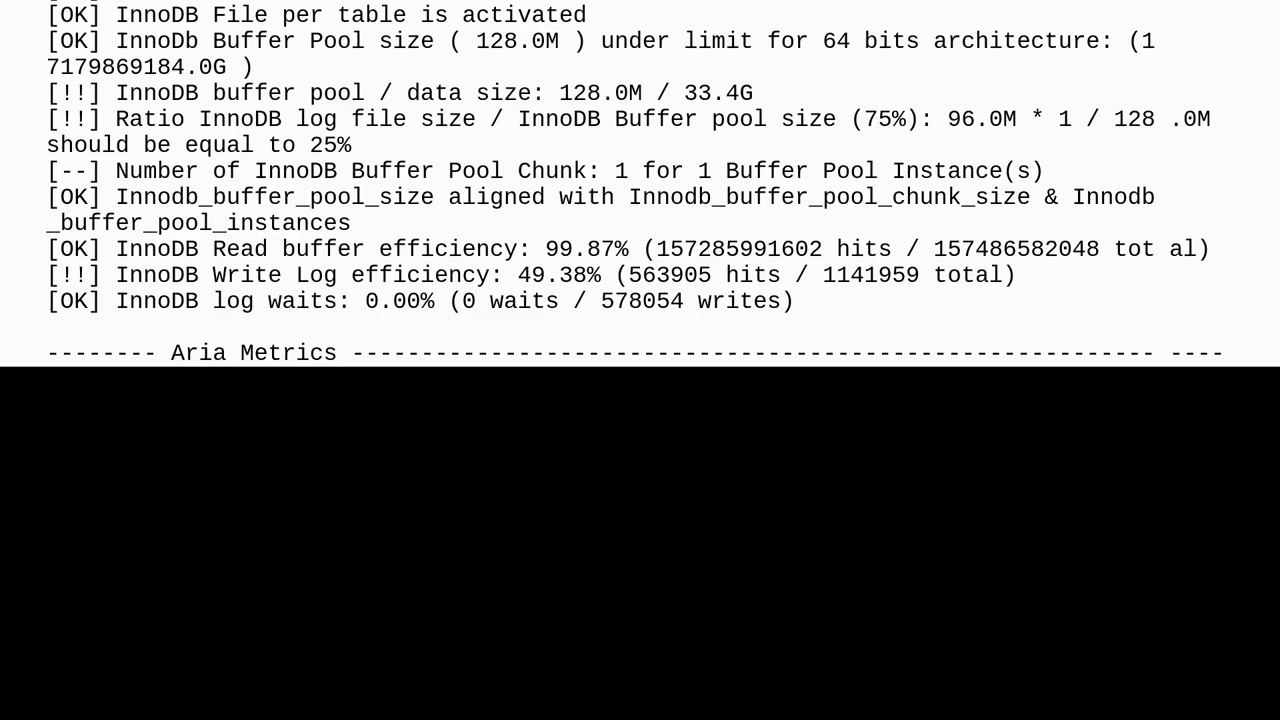 [OK] InnoDB File per table is activated
[OK] InnoDb Buffer Pool size ( 128.0M ) under limit for 64 bits architecture: (1
7179869184.0G )
[!!] InnoDB buffer pool / data size: 128.0M / 33.4G
[!!] Ratio InnoDB log file size / InnoDB Buffer pool size (75%): 96.0M * 1 / 128 .0M
should be equal to 25%
[--] Number of InnoDB Buffer Pool Chunk: 1 for 1 Buffer Pool Instance(s)
[OK] Innodb_buffer_pool_size aligned with Innodb_buffer_pool_chunk_size & Innodb
_buffer_pool_instances
[OK] InnoDB Read buffer efficiency: 99.87% (157285991602 hits / 157486582048 tot al)
[!!] InnoDB Write Log efficiency: 49.38% (563905 hits / 1141959 total)
[OK] InnoDB log waits: 0.00% (0 waits / 578054 writes)
-------- Aria Metrics ---------------------------------------------------------- ----